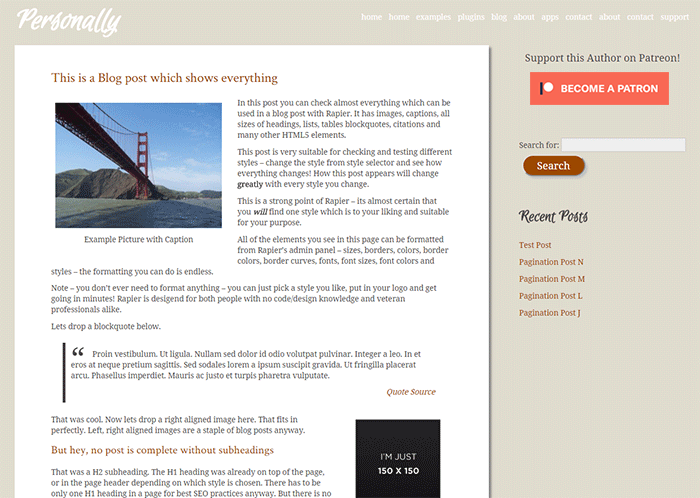 Personally
home home examples plugins blog about apps contact about contact support
This is a Blog post which shows everything
Example Picture with Caption
In this post you can check almost everything which can be
used in a blog post with Rapier. It has images, captions, all
sizes of headings, lists, tables blockquotes, citations and
many other HTML5 elements.
This post is very suitable for checking and testing different
styles – change the style from style selector and see how
everything changes! How this post appears will change
greatly with every style you change.
This is a strong point of Rapier – its almost certain that
you will find one style which is to your liking and suitable
for your purpose.
All of the elements you see in this page can be formatted
from Rapier's admin panel – sizes, borders, colors, border
colors, border curves, fonts, font sizes, font colors and
styles – the formatting you can do is endless.
Note – you don't ever need to format anything – you can just pick a style you like, put in your logo and get
going in minutes! Rapier is desigend for both people with no code/design knowledge and veteran
professionals alike.
Lets drop a blockquote below.
“ Proin vestibulum. Ut ligula. Nullam sed dolor id odio volutpat pulvinar. Integer a leo. In et
eros at neque pretium sagittis. Sed sodales lorem a ipsum suscipit gravida. Ut fringilla placerat
arcu. Phasellus imperdiet. Mauris ac justo et turpis pharetra vulputate.
Quote Source
That was cool. Now lets drop a right aligned image here. That fits in
perfectly. Left, right aligned images are a staple of blog posts anyway.
But hey, no post is complete without subheadings
That was a H2 subheading. The H1 heading was already on top of the page,
or in the page header depending on which style is chosen. There has to be
only one H1 heading in a page for best SEO practices anyway. But there is no
I'M JUST
150 X 150
Support this Author on Patreon!
BECOME A PATRON
Search for:
Search
Recent Posts
Test Post
Pagination Post N
Pagination Post M
Pagination Post L
Pagination Post J